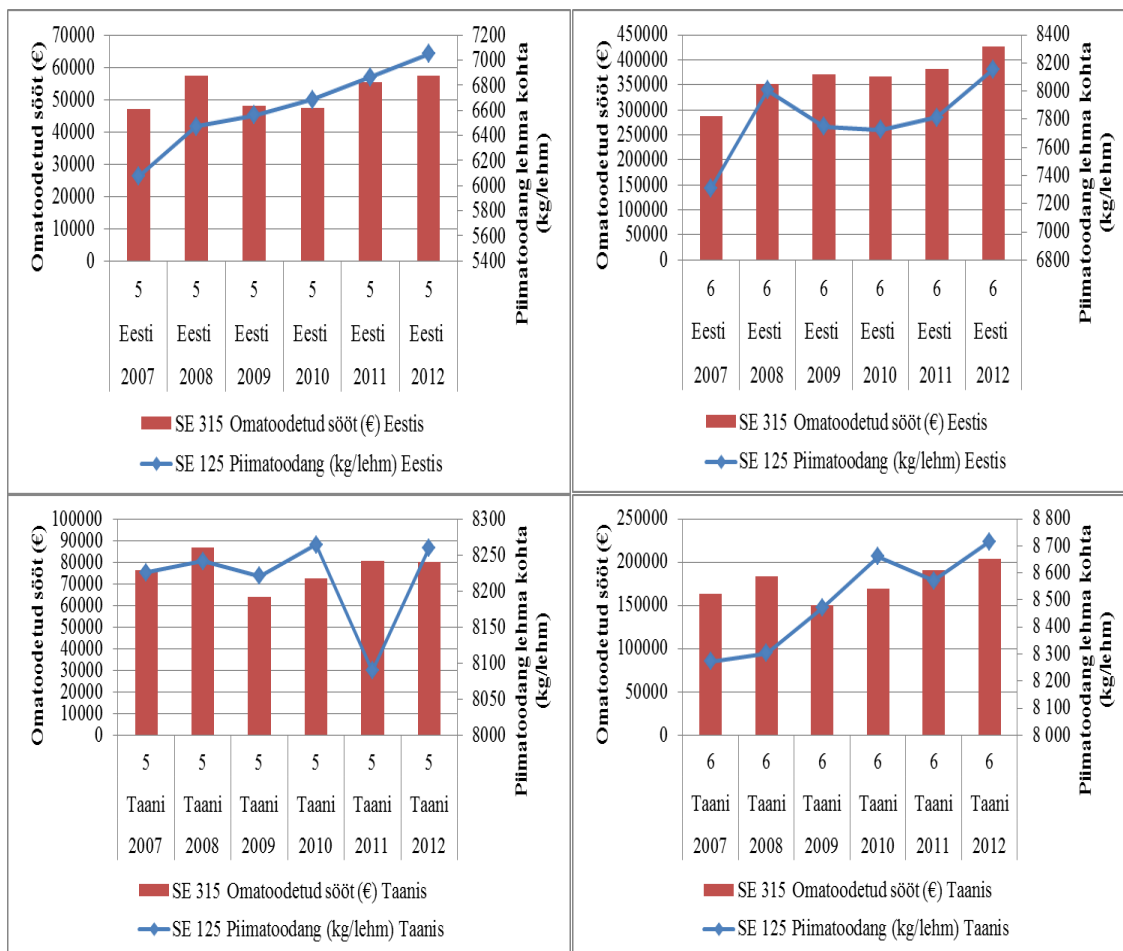 Omatoodetud sööt (€)
70000
60000
50000
40000
30000
20000
10000
0
7200
7000
6800
6600
6400
6200
6000
5800
5600
5400
Piimatoodang lehma kohta
(kg/lehm)
5 5 5 5 5 5
Eesti Eesti Eesti Eesti Eesti Eesti
2007 2008 2009 2010 2011 2012
SE 315 Omatoodetud sööt (€) Eestis
SE 125 Piimatoodang (kg/lehm) Eestis
Omatoodetud sööt (€)
450000
400000
350000
300000
250000
200000
150000
100000
50000
0
8400
8200
8000
7800
7600
7400
7200
7000
6800
Piimatoodang lehma kohta
(kg/lehm)
6 6 6 6 6 6
Eesti Eesti Eesti Eesti Eesti Eesti
2007 2008 2009 2010 2011 2012
SE 315 Omatoodetud sööt (€) Eestis
SE 125 Piimatoodang (kg/lehm) Eestis
Omatoodetud sööt (€)
100000
90000
80000
70000
60000
50000
40000
30000
20000
10000
0
8300
8250
8200
8150
8100
8050
8000
Piimatoodang lehma kohta
(kg/lehm)
5 5 5 5 5 5
Taani Taani Taani Taani Taani Taani
2007 2008 2009 2010 2011 2012
SE 315 Omatoodetud sööt (€) Taanis
SE 125 Piimatoodang (kg/lehm) Taanis
Omatoodetud sööt (€)
250000
200000
150000
100000
50000
0
8 800
8 700
8 600
8 500
8 400
8 300
8 200
8 100
8 000
Piimatoodang lehma kohta
(kg/lehm)
6 6 6 6 6 6
Taani Taani Taani Taani Taani Taani
2007 2008 2009 2010 2011 2012
SE 315 Omatoodetud sööt (€) Taanis
SE 125 Piimatoodang (kg/lehm) Taanis